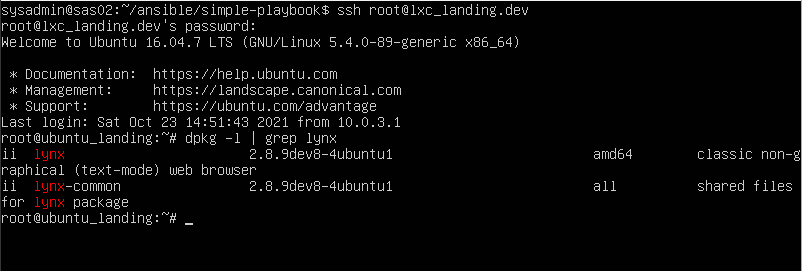 sysadmin@sas02:~/ansible/simple-playbook$ ssh root@lxc_landing.dev
root@lxc_landing.dev's password:
Welcome to Ubuntu 16.04.7 LTS (GNU/Linux 5.4.0-89-generic x86_64)

 * Documentation:  https://help.ubuntu.com
 * Management:     https://landscape.canonical.com
 * Support:        https://ubuntu.com/advantage
Last login: Sat Oct 23 14:51:43 2021 from 10.0.3.1
root@ubuntu_landing:~# dpkg -l | grep lynx
ii  lynx                       2.8.9dev8-4ubuntu1                         amd64        classic non-g
raphical (text-mode) web browser
ii  lynx-common                2.8.9dev8-4ubuntu1                         all          shared files
for lynx package
root@ubuntu_landing:~# _